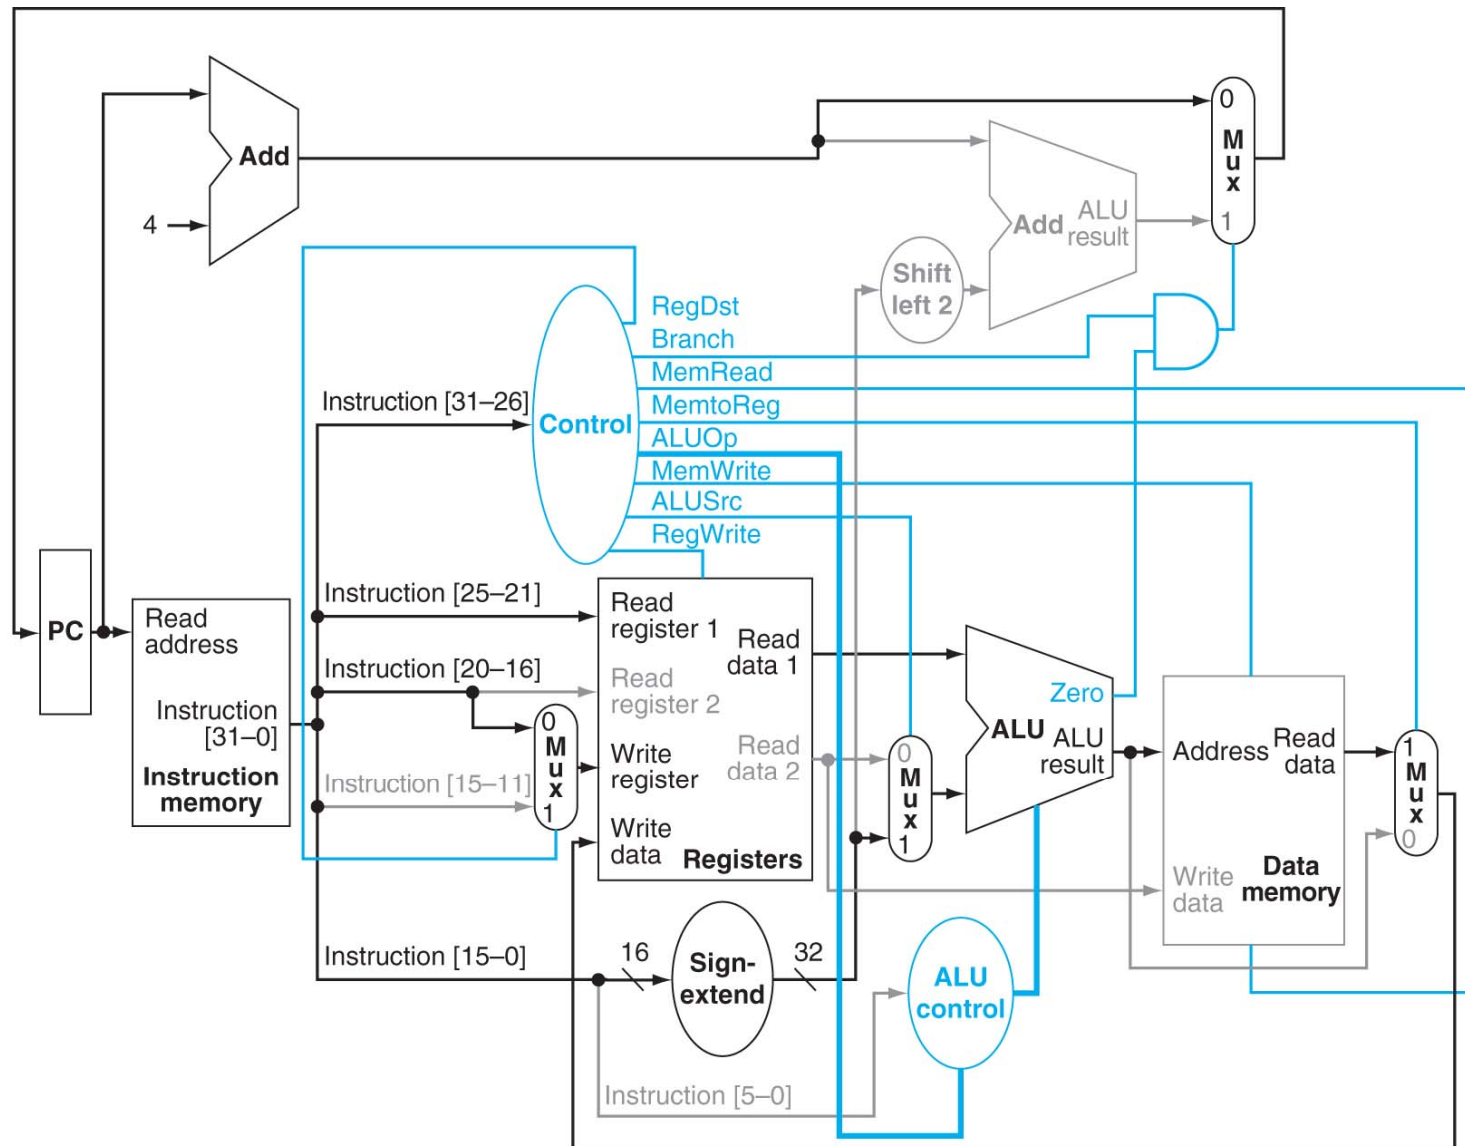 0
M
u
x
1
Add
4
Add
ALU
result
Shift
left 2
RegDst
Branch
MemRead
MemtoReg
ALUOp
MemWrite
ALUSrc
RegWrite
Control
Instruction [31–26]
PC
Read
address
Instruction
[31–0]
Instruction
memory
Instruction [25–21]
Instruction [20–16]
Instruction [15–11]
Instruction [15–0]
Instruction [5–0]
0
M
u
x
1
Read
register 1
Read
register 2
Write
register
Write
data
Read
data 1
Read
data 2
Registers
16
Sign-
extend
32
0
M
u
x
1
Zero
ALU
ALU
result
ALU
control
Address
Read
data
Write
data
Data
memory
1
M
u
x
0